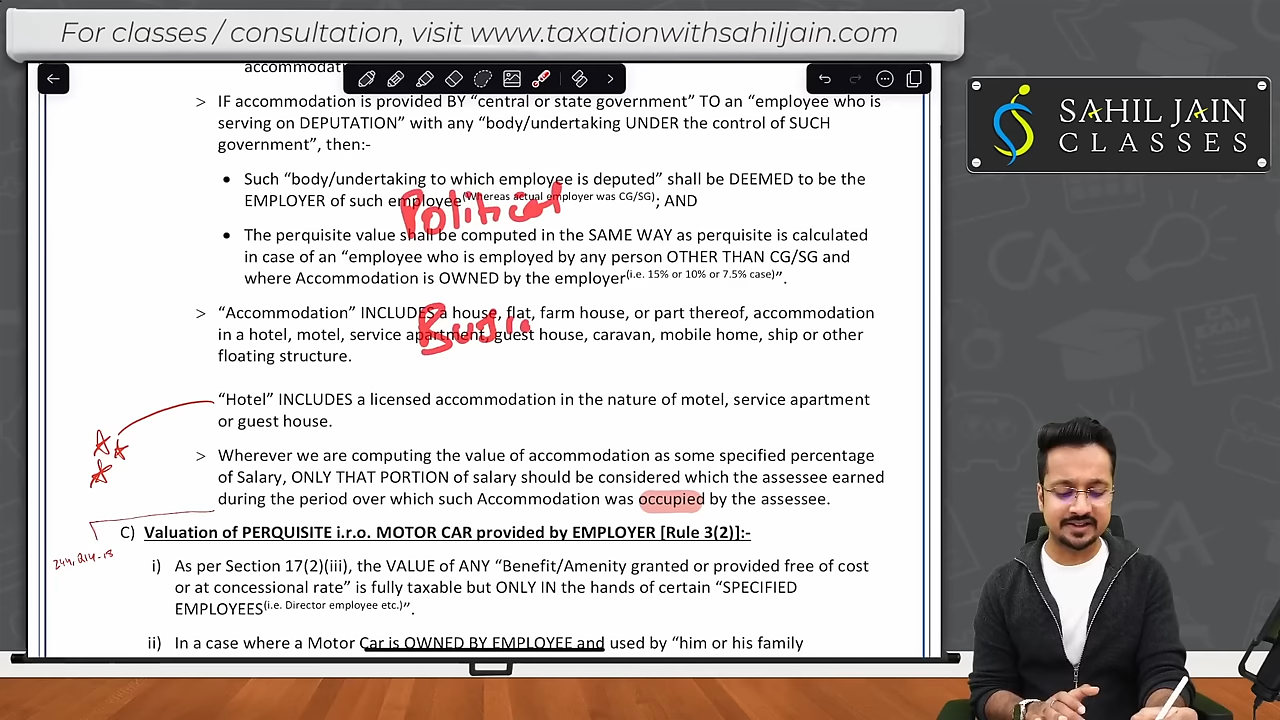 For classes / consultation, visit www.taxationwithsahiljain.com
SAHIL JAIN
CLASSES
> IF accommodation is provided BY “central or state government” TO an “employee who is
serving on DEPUTATION” with any “body/undertaking UNDER the control of SUCH
government”, then:-
• Such “body/undertaking to which employee is deputed” shall be DEEMED to be the
EMPLOYER of such employee(Whereas actual employer was CG/SG); AND
Political
• The perquisite value shall be computed in the SAME WAY as perquisite is calculated
in case of an “employee who is employed by any person OTHER THAN CG/SG and
where Accommodation is OWNED by the employer(i.e. 15% or 10% or 7.5% case)”.
> “Accommodation” INCLUDES a house, flat, farm house, or part thereof, accommodation
in a hotel, motel, service apartment, guest house, caravan, mobile home, ship or other
floating structure.
“Hotel” INCLUDES a licensed accommodation in the nature of motel, service apartment
or guest house.
> Wherever we are computing the value of accommodation as some specified percentage
of Salary, ONLY THAT PORTION of salary should be considered which the assessee earned
during the period over which such Accommodation was occupied by the assessee.
C) Valuation of PERQUISITE i.r.o. MOTOR CAR provided by EMPLOYER [Rule 3(2)]:-
i) As per Section 17(2)(iii), the VALUE of ANY “Benefit/Amenity granted or provided free of cost
or at concessional rate” is fully taxable but ONLY IN the hands of certain “SPECIFIED
EMPLOYEES(i.e. Director employee etc.)”.
ii) In a case where a Motor Car is OWNED BY EMPLOYEE and used by “him or his family